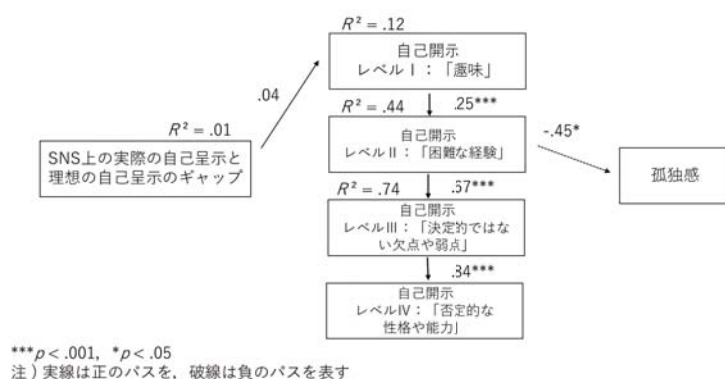 R² = .12
自己開示
レベルⅠ：「趣味」
.04
R² = .44
.25***
R² = .01
SNS上の実際の自己呈示と
理想の自己呈示のギャップ
自己開示
レベルⅡ：「困難な経験」
-.45*
孤独感
R² = .74
.67***
自己開示
レベルⅢ：「決定的ではな
い欠点や弱点」
.84***
自己開示
レベルⅣ：「否定的な
性格や能力」
***p < .001, *p < .05
注）実線は正のパスを，破線は負のパスを表す